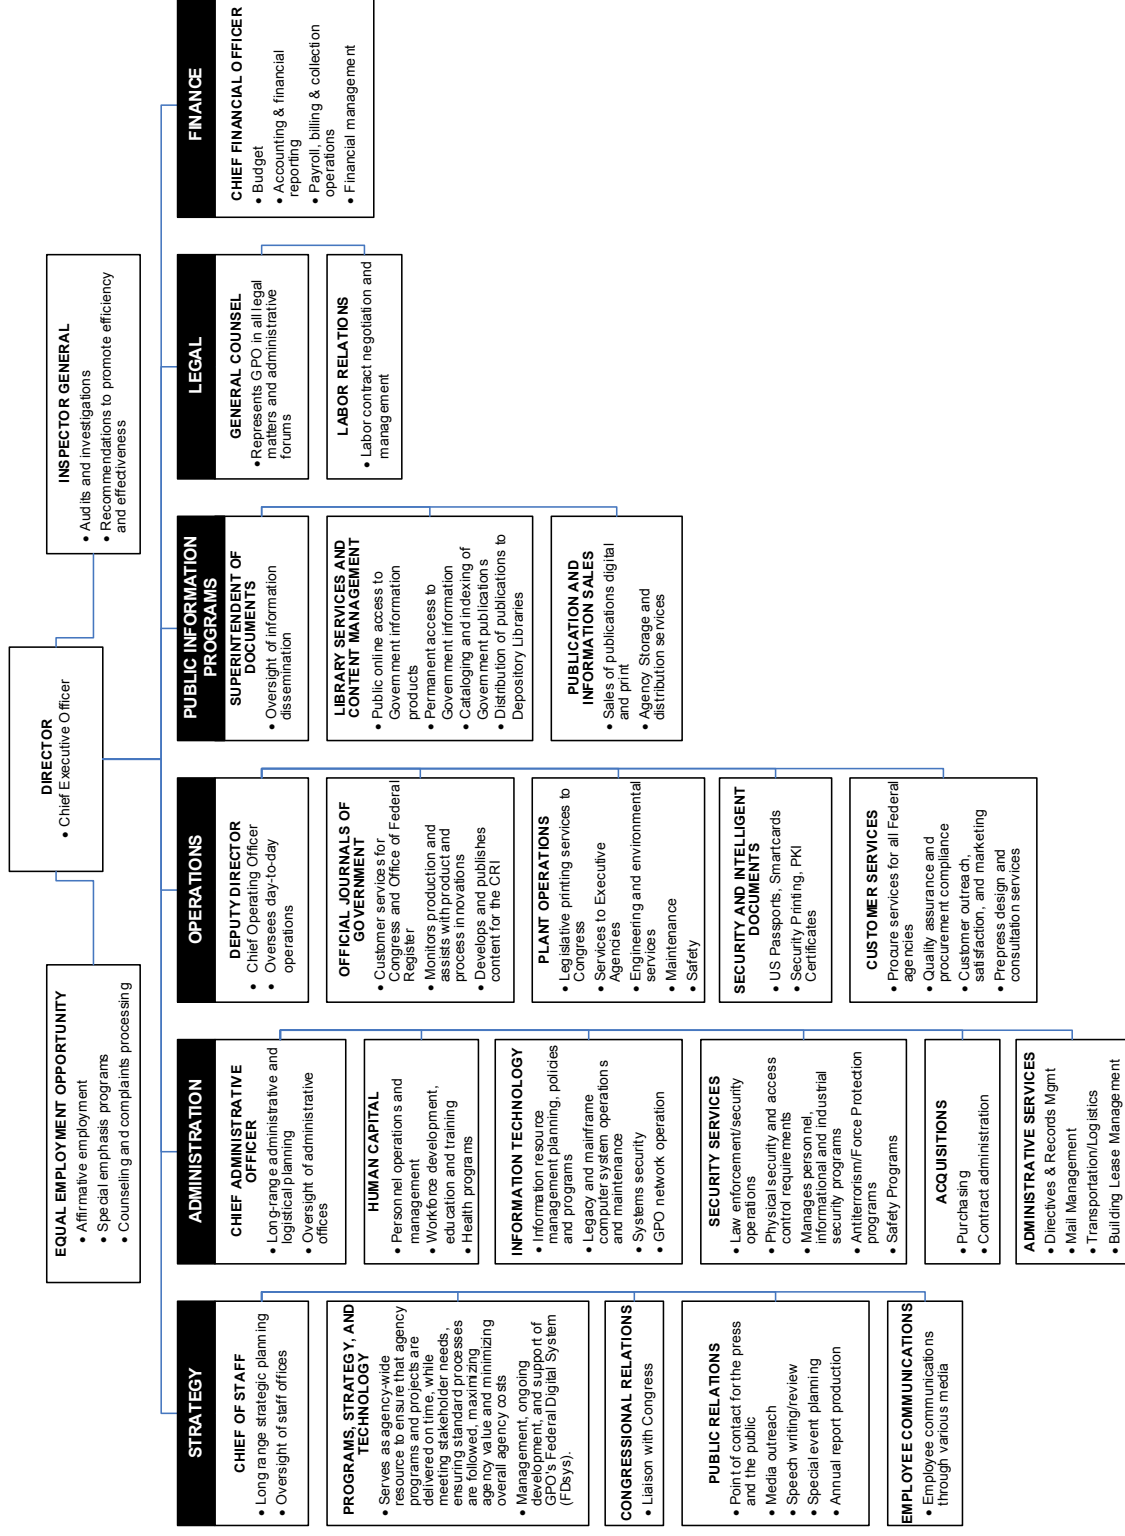 DIRECTOR
• Chief Executive Officer
EQUAL EMPLOYMENT OPPORTUNITY
• Affirmative employment
• Special emphasis programs
• Counseling and complaints processing
INSPECTOR GENERAL
• Audits and investigations
• Recommendations to promote efficiency
and effectiveness
STRATEGY
CHIEF OF STAFF
• Long range strategic planning
• Oversight of staff offices
PROGRAMS, STRATEGY, AND
TECHNOLOGY
• Serves as agency-wide
resource to ensure that agency
programs and projects are
delivered on time, while
meeting stakeholder needs,
ensuring standard processes
are followed, maximizing
agency value and minimizing
overall agency costs
• Management, ongoing
development, and support of
GPO's Federal Digital System
(FDsys).
CONGRESSIONAL RELATIONS
• Liaison with Congress
PUBLIC RELATIONS
• Point of contact for the press
and the public
• Media outreach
• Speech writing/review
• Special event planning
• Annual report production
EMPLOYEE COMMUNICATIONS
• Employee communications
through various media
ADMINISTRATION
CHIEF ADMINISTRATIVE
OFFICER
• Long-range administrative and
logistical planning
• Oversight of administrative
offices
HUMAN CAPITAL
• Personnel operations and
management
• Workforce development,
education and training
• Health programs
INFORMATION TECHNOLOGY
• Information resource
management planning, policies
and programs
• Legacy and mainframe
computer system operations
and maintenance
• Systems security
• GPO network operation
SECURITY SERVICES
• Law enforcement/security
operations
• Physical security and access
control requirements
• Manages personnel,
informational and industrial
security programs
• Antiterrorism/Force Protection
programs
• Safety Programs
ACQUISITIONS
• Purchasing
• Contract administration
ADMINISTRATIVE SERVICES
• Directives & Records Mgmt
• Mail Management
• Transportation/Logistics
• Building Lease Management
OPERATIONS
DEPUTY DIRECTOR
• Chief Operating Officer
• Oversees day-to-day
operations
OFFICIAL JOURNALS OF
GOVERNMENT
• Customer services for
Congress and Office of Federal
Register
• Monitors production and
assists with product and
process innovations
• Develops and publishes
content for the CRI
PLANT OPERATIONS
• Legislative printing services to
Congress
• Services to Executive
Agencies
• Engineering and environmental
services
• Maintenance
• Safety
SECURITY AND INTELLIGENT
DOCUMENTS
• US Passports, Smartcards
• Security Printing, PKI
Certificates
CUSTOMER SERVICES
• Procure services for all Federal
agencies
• Quality assurance and
procurement compliance
• Customer outreach,
satisfaction, and marketing
• Prepress design and
consultation services
PUBLIC INFORMATION
PROGRAMS
SUPERINTENDENT OF
DOCUMENTS
• Oversight of information
dissemination
LIBRARY SERVICES AND
CONTENT MANAGEMENT
• Public online access to
Government information
products
• Permanent access to
Government information
• Cataloging and indexing of
Government publications
• Distribution of publications to
Depository Libraries
PUBLICATION AND
INFORMATION SALES
• Sales of publications digital
and print
• Agency Storage and
distribution services
LEGAL
GENERAL COUNSEL
• Represents GPO in all legal
matters and administrative
forums
LABOR RELATIONS
• Labor contract negotiation and
management
FINANCE
CHIEF FINANCIAL OFFICER
• Budget
• Accounting & financial
reporting
• Payroll, billing & collection
operations
• Financial management